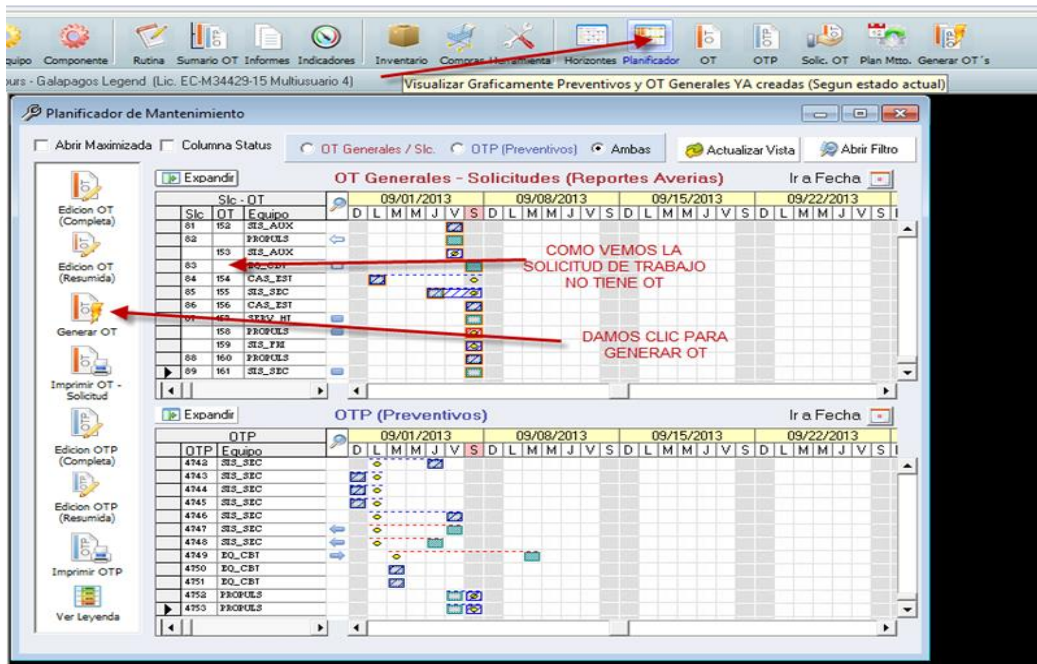 quipo Componente Rutina Sumario OT Informes Indicadores Inventario Compras Herramienta Horizontes Planificador OT OTP Solic. OT Plan Mtto. Generar OT´s
ours - Galapagos Legend (Lic. EC-M34429-15 Multiusuario 4)
Visualizar Graficamente Preventivos y OT Generales YA creadas (Segun estado actual)
Planificador de Mantenimiento
Abrir Maximizada Columna Status OT Generales / Slc. OTP (Preventivos) Ambas Actualizar Vista Abrir Filtro
Expandir OT Generales - Solicitudes (Reportes Averias) Ir a Fecha
Slc - OT 09/01/2013 09/08/2013 09/15/2013 09/22/2013
Slc OT Equipo D L M M J V S D L M M J V S D L M M J V S D L M M J V S
81 152 SIS_AUX
82 PROPULS
153 SIS_AUX
83 EQ_CBT
84 154 CAS_EST
85 155 SIS_SEC
86 156 CAS_EST
SERV_HT
158 PROPULS
159
88 160 PROPULS
89 161 SIS_SEC
COMO VEMOS LA
SOLICITUD DE TRABAJO
NO TIENE OT
DAMOS CLIC PARA
GENERAR OT
Edicion OT
(Completa)
Edicion OT
(Resumida)
Generar OT
Imprimir OT -
Solicitud
Edicion OTP
(Completa)
Edicion OTP
(Resumida)
Imprimir OTP
Ver Leyenda
Expandir OTP (Preventivos) Ir a Fecha
OTP 09/01/2013 09/08/2013 09/15/2013 09/22/2013
OTP Equipo D L M M J V S D L M M J V S D L M M J V S D L M M J V S
4742 SIS_SEC
4743 SIS_SEC
4744 SIS_SEC
4745 SIS_SEC
4746 SIS_SEC
4747 SIS_SEC
4748 SIS_SEC
4749 EQ_CBT
4750 EQ_CBT
4751 EQ_CBT
4752 PROPULS
4753 PROPULS